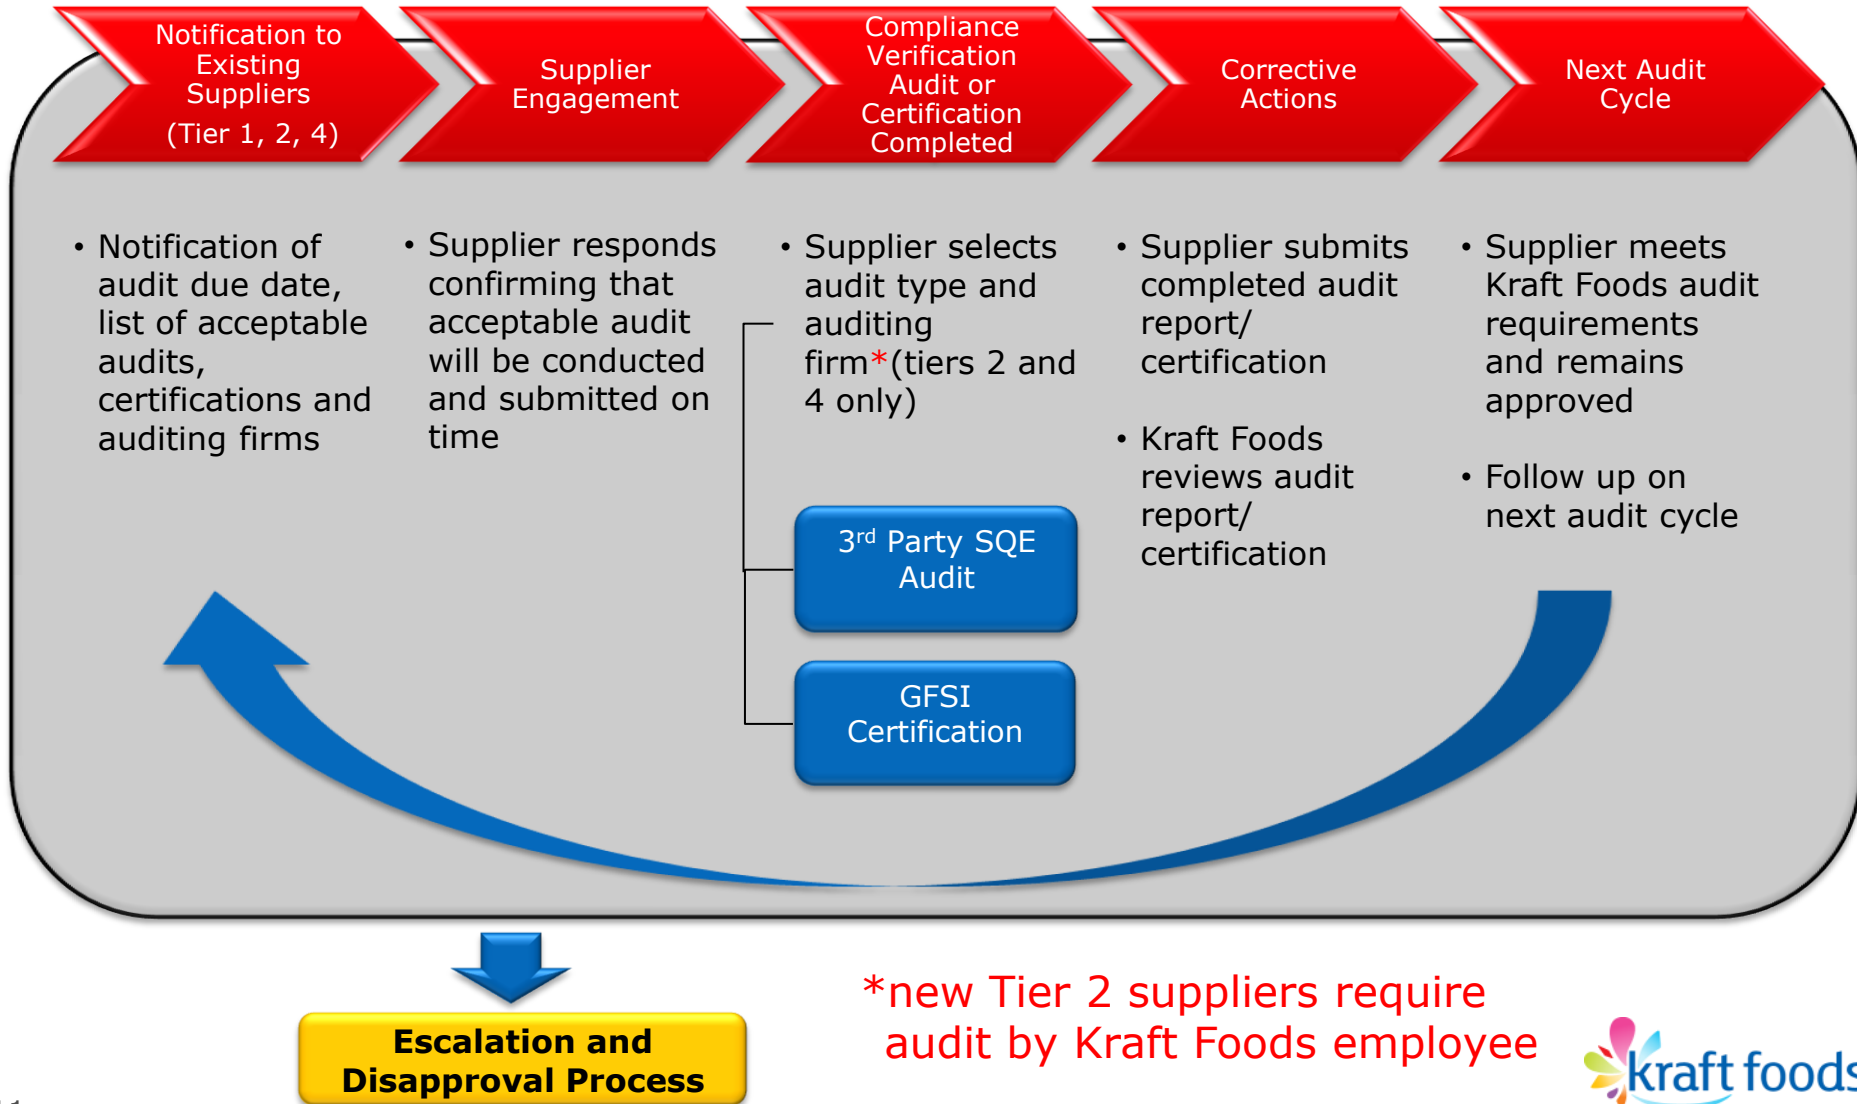 Notification to
Existing
Suppliers
(Tier 1, 2, 4)
Supplier
Engagement
Compliance
Verification
Audit or
Certification
Completed
Corrective
Actions
Next Audit
Cycle
• Notification of
audit due date,
list of acceptable
audits,
certifications and
auditing firms
• Supplier responds
confirming that
acceptable audit
will be conducted
and submitted on
time
• Supplier selects
audit type and
auditing
firm*(tiers 2 and
4 only)
3rd Party SQE
Audit
GFSI
Certification
• Supplier submits
completed audit
report/
certification
• Kraft Foods
reviews audit
report/
certification
• Supplier meets
Kraft Foods audit
requirements
and remains
approved
• Follow up on
next audit cycle
Escalation and
Disapproval Process
*new Tier 2 suppliers require
audit by Kraft Foods employee
kraft foods